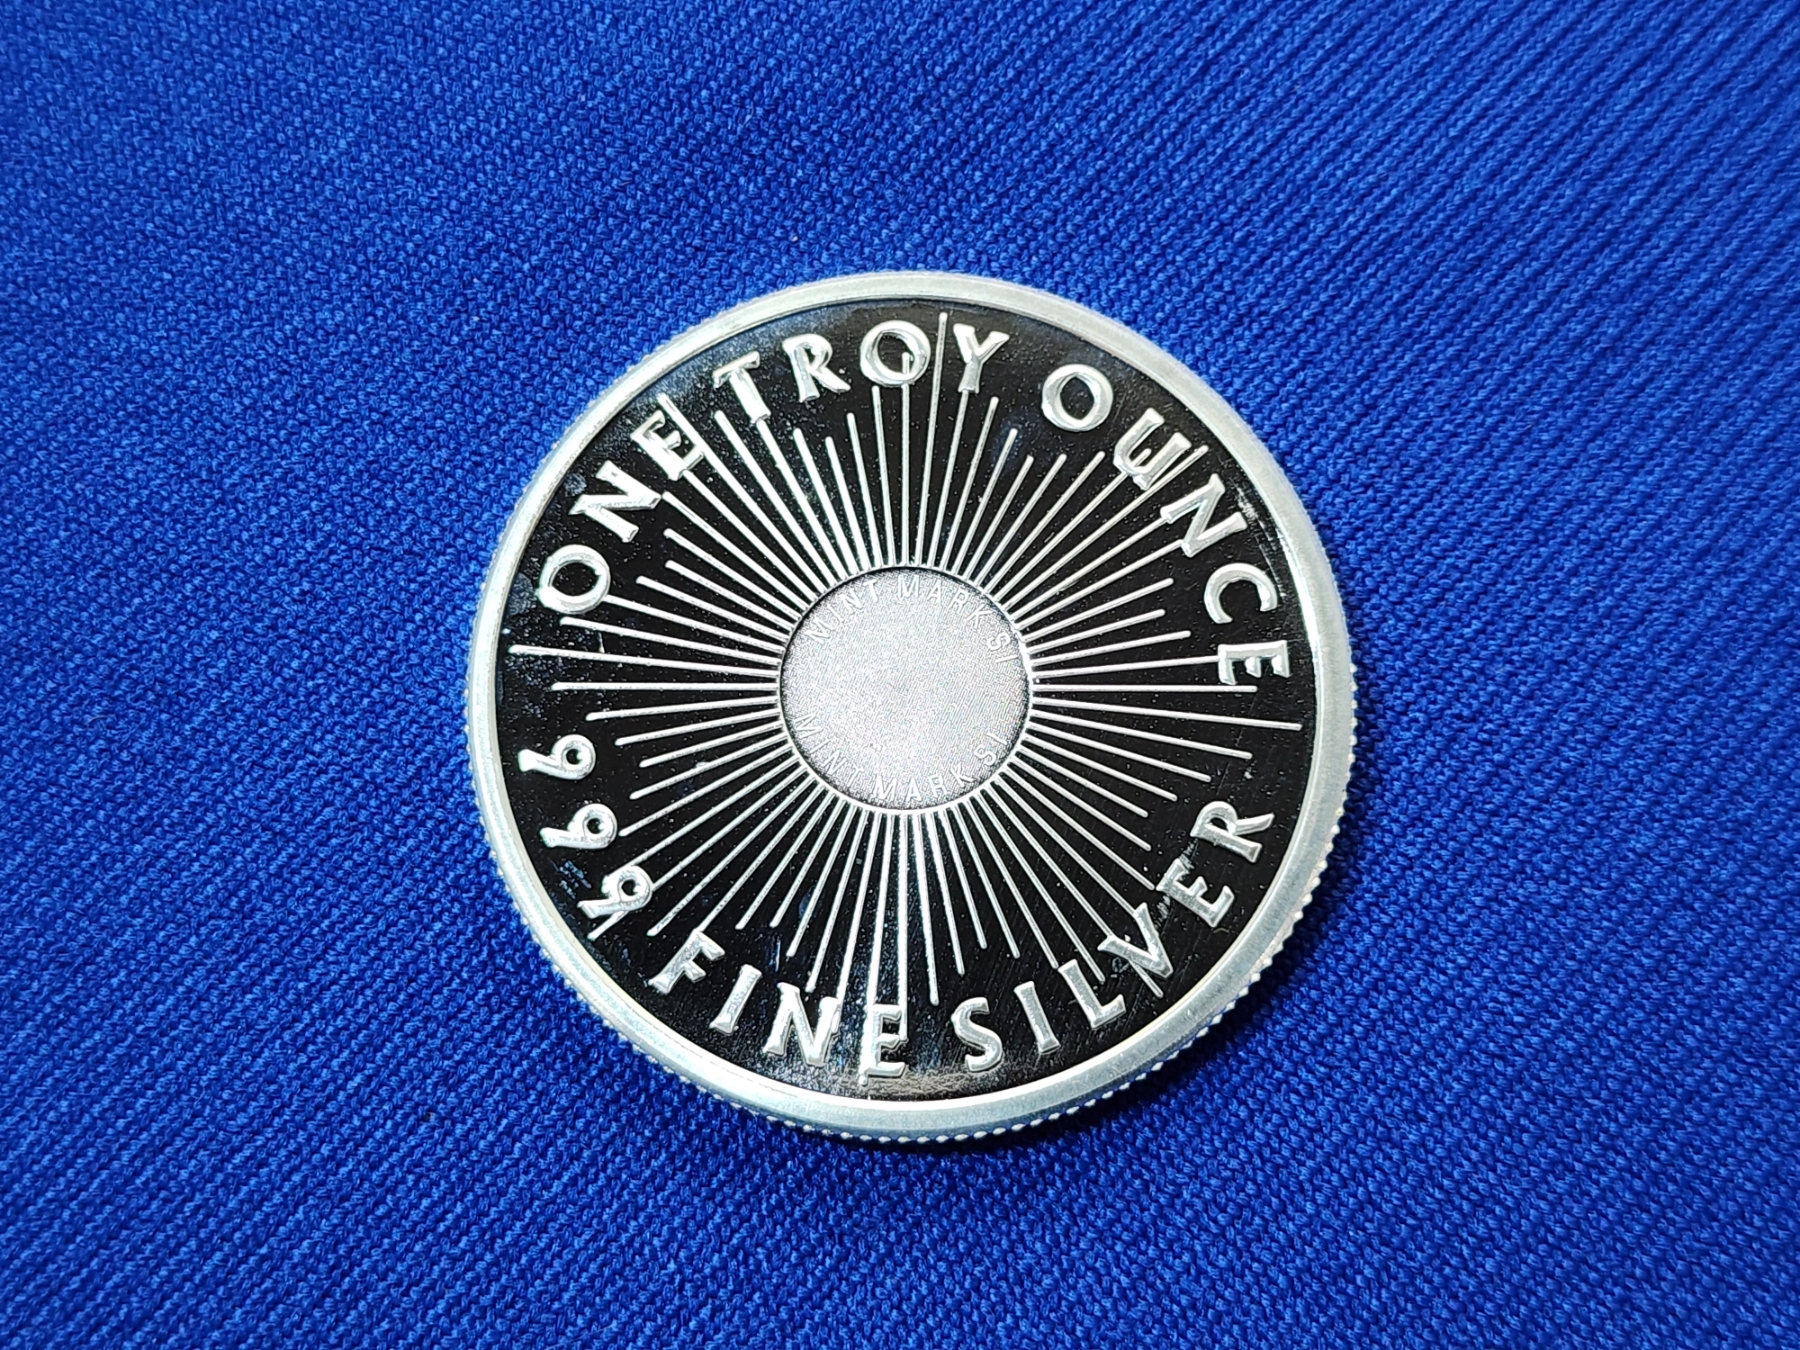 ONE TROY OUNCE
999 FINE SILVER
MINT MARK SI
MINT MARK SI